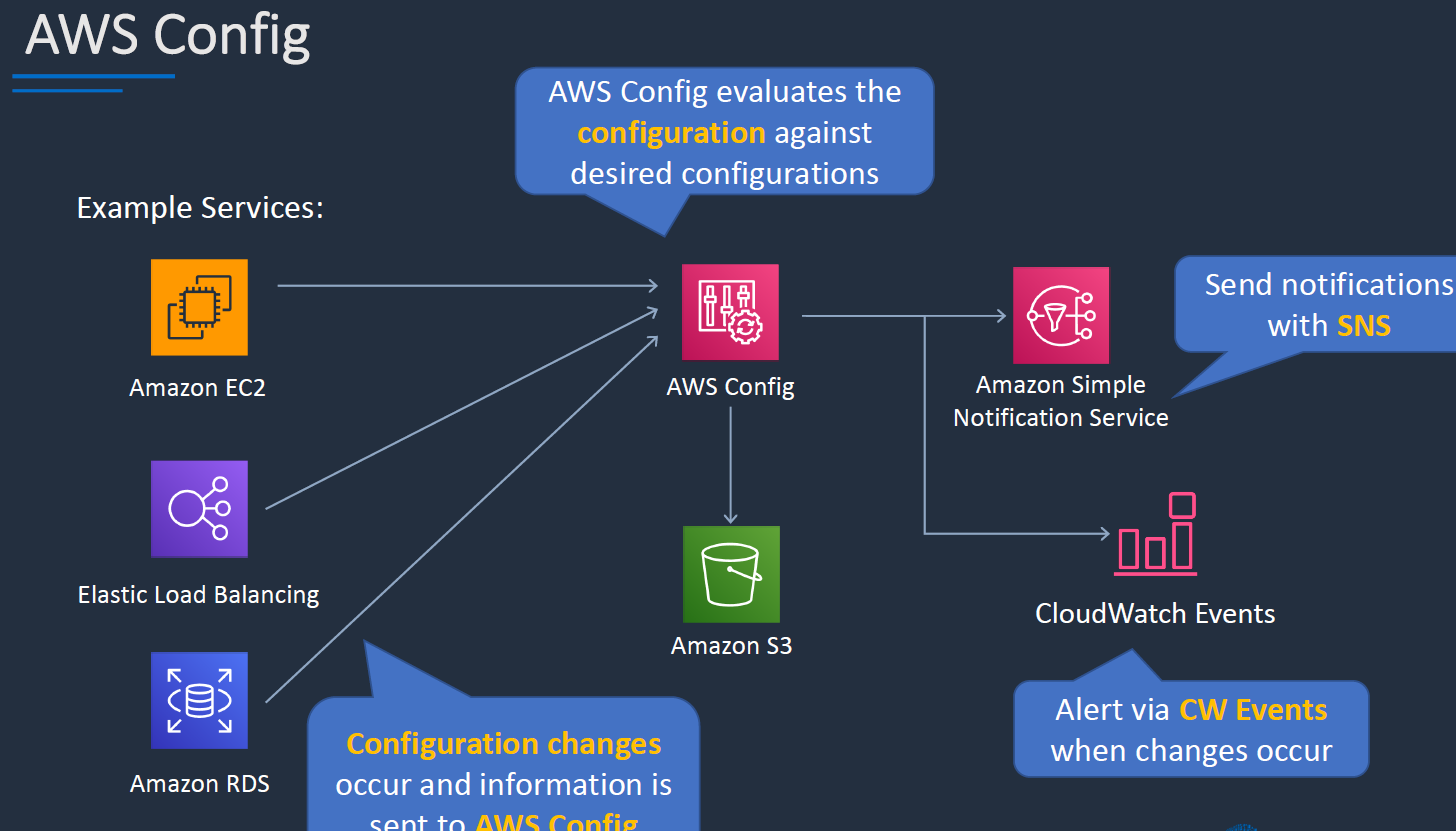 AWS Config
AWS Config evaluates the
configuration against
desired configurations
Example Services:
Amazon EC2
AWS Config
Amazon Simple
Notification Service
Send notifications
with SNS
Elastic Load Balancing
Amazon S3
CloudWatch Events
Amazon RDS
Configuration changes
occur and information is
sent to AWS Config
Alert via CW Events
when changes occur